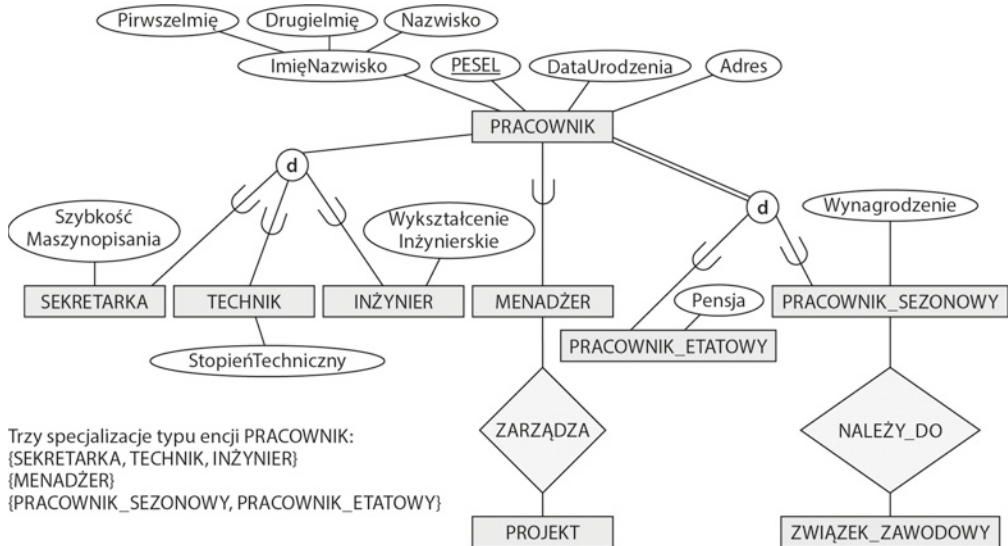 PirwszeImię
DrugieImię
Nazwisko
ImięNazwisko
PESEL
DataUrodzenia
Adres
PRACOWNIK
d
d
Szybkość
Maszynopisania
Wykształcenie
Inżynierskie
Wynagrodzenie
SEKRETARKA
TECHNIK
INŻYNIER
MENADŻER
Pensja
PRACOWNIK_SEZONOWY
PRACOWNIK_ETATOWY
StopieńTechniczny
ZARZĄDZA
NALEŻY_DO
Trzy specjalizacje typu encji PRACOWNIK:
{SEKRETARKA, TECHNIK, INŻYNIER}
{MENADŻER}
{PRACOWNIK_SEZONOWY, PRACOWNIK_ETATOWY}
PROJEKT
ZWIĄZEK_ZAWODOWY